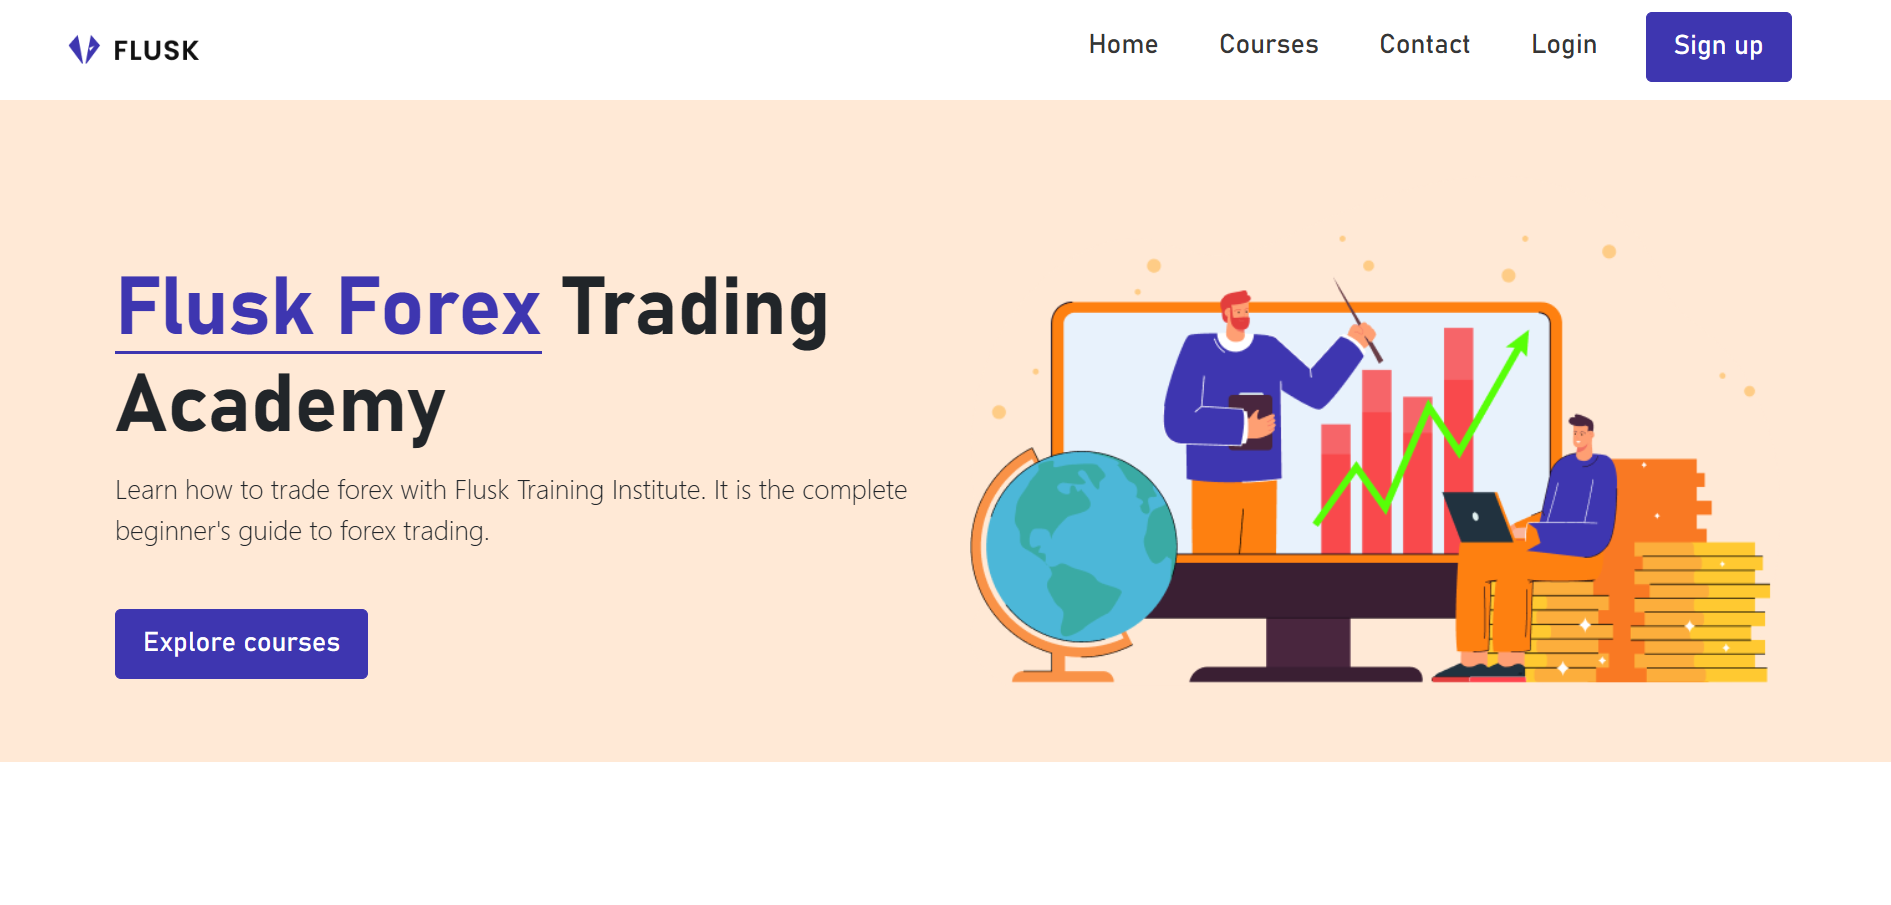 FLUSK
Home
Courses
Contact
Login
Sign up
Flusk Forex Trading
Academy
Learn how to trade forex with Flusk Training Institute. It is the complete
beginner's guide to forex trading.
Explore courses